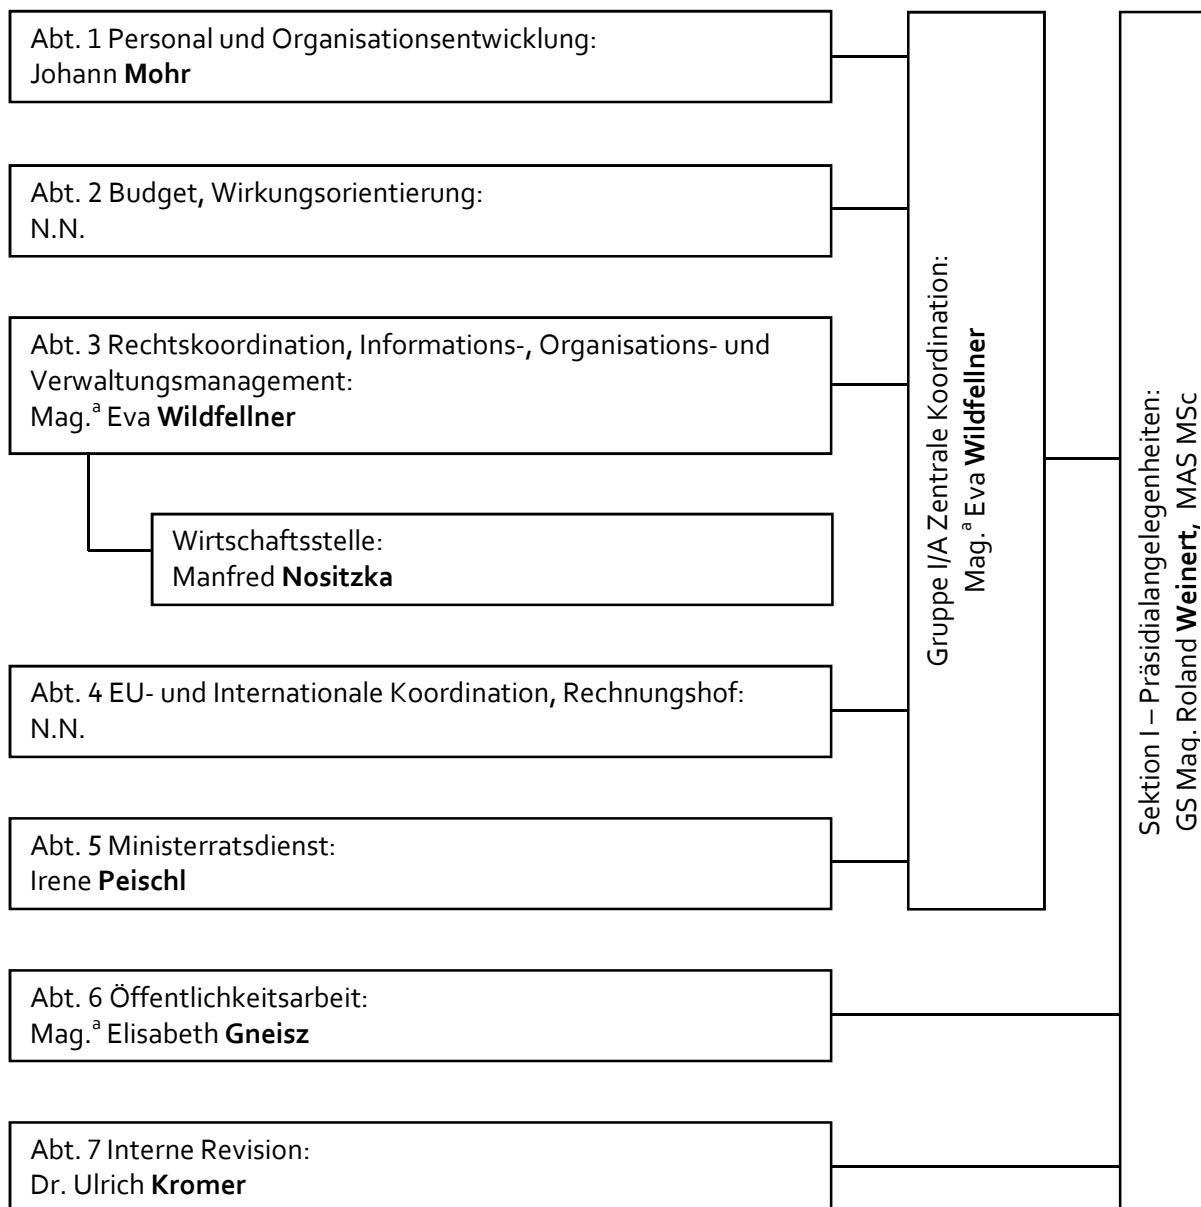 Abt. 1 Personal und Organisationsentwicklung:
Johann Mohr
Abt. 2 Budget, Wirkungsorientierung:
N.N.
Abt. 3 Rechtskoordination, Informations-, Organisations- und
Verwaltungsmanagement:
Mag.ª Eva Wildfellner
Wirtschaftsstelle:
Manfred Nositzka
Abt. 4 EU- und Internationale Koordination, Rechnungshof:
N.N.
Abt. 5 Ministerratsdienst:
Irene Peischl
Abt. 6 Öffentlichkeitsarbeit:
Mag.ª Elisabeth Gneisz
Abt. 7 Interne Revision:
Dr. Ulrich Kromer
Gruppe I/A Zentrale Koordination:
Mag.ª Eva Wildfellner
Sektion I – Präsidialangelegenheiten:
GS Mag. Roland Weinert, MAS MSc